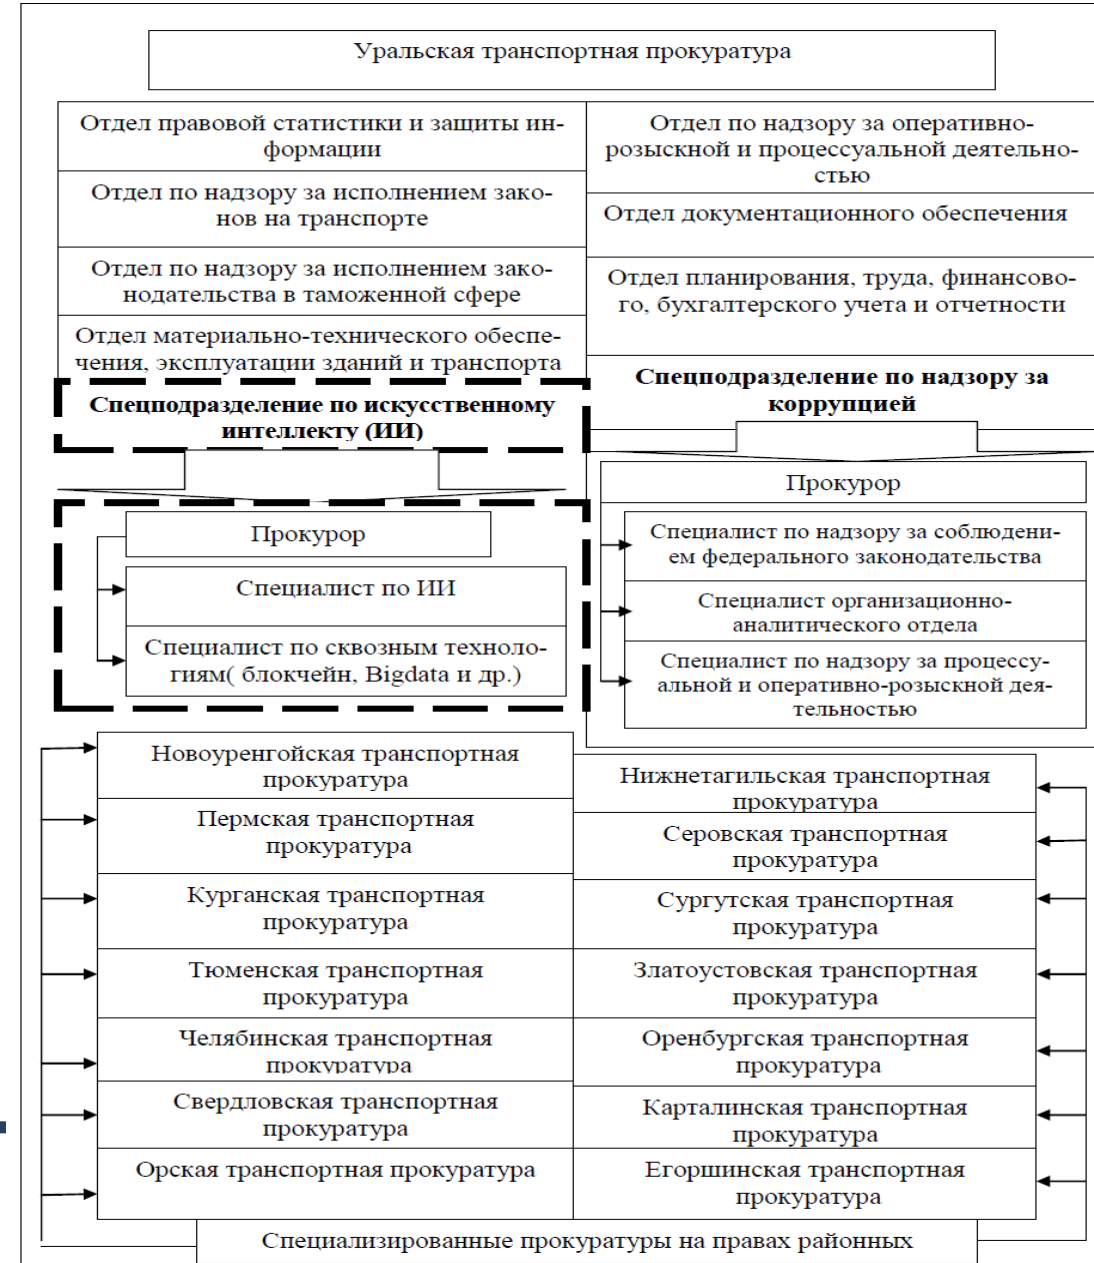 Уральская транспортная прокуратура
Отдел правовой статистики и защиты ин-
формации
Отдел по надзору за исполнением зако-
нов на транспорте
Отдел по надзору за исполнением зако-
нодательства в таможенной сфере
Отдел материально-технического обеспе-
чения, эксплуатации зданий и транспорта
Спецподразделение по искусственному
интеллекту (ИИ)
Прокурор
Специалист по ИИ
Специалист по сквозным техноло-
гиям( блокчейн, Bigdata и др.)
Отдел по надзору за оперативно-
розыскной и процессуальной деятельно-
стью
Отдел документационного обеспечения
Отдел планирования, труда, финансово-
го, бухгалтерского учета и отчетности
Спецподразделение по надзору за
коррупцией
Прокурор
Специалист по надзору за соблюдени-
ем федерального законодательства
Специалист организационно-
аналитического отдела
Специалист по надзору за процессу-
альной и оперативно-розыскной дея-
тельностью
Новоуренгойская транспортная
прокуратура
Пермская транспортная
прокуратура
Курганская транспортная
прокуратура
Тюменская транспортная
прокуратура
Челябинская транспортная
прокуратура
Свердловская транспортная
прокуратура
Орская транспортная прокуратура
Нижнетагильская транспортная
прокуратура
Серовская транспортная
прокуратура
Сургутская транспортная
прокуратура
Златоустовская транспортная
прокуратура
Оренбургская транспортная
прокуратура
Карталинская транспортная
прокуратура
Егоршинская транспортная
прокуратура
Специализированные прокуратуры на правах районных